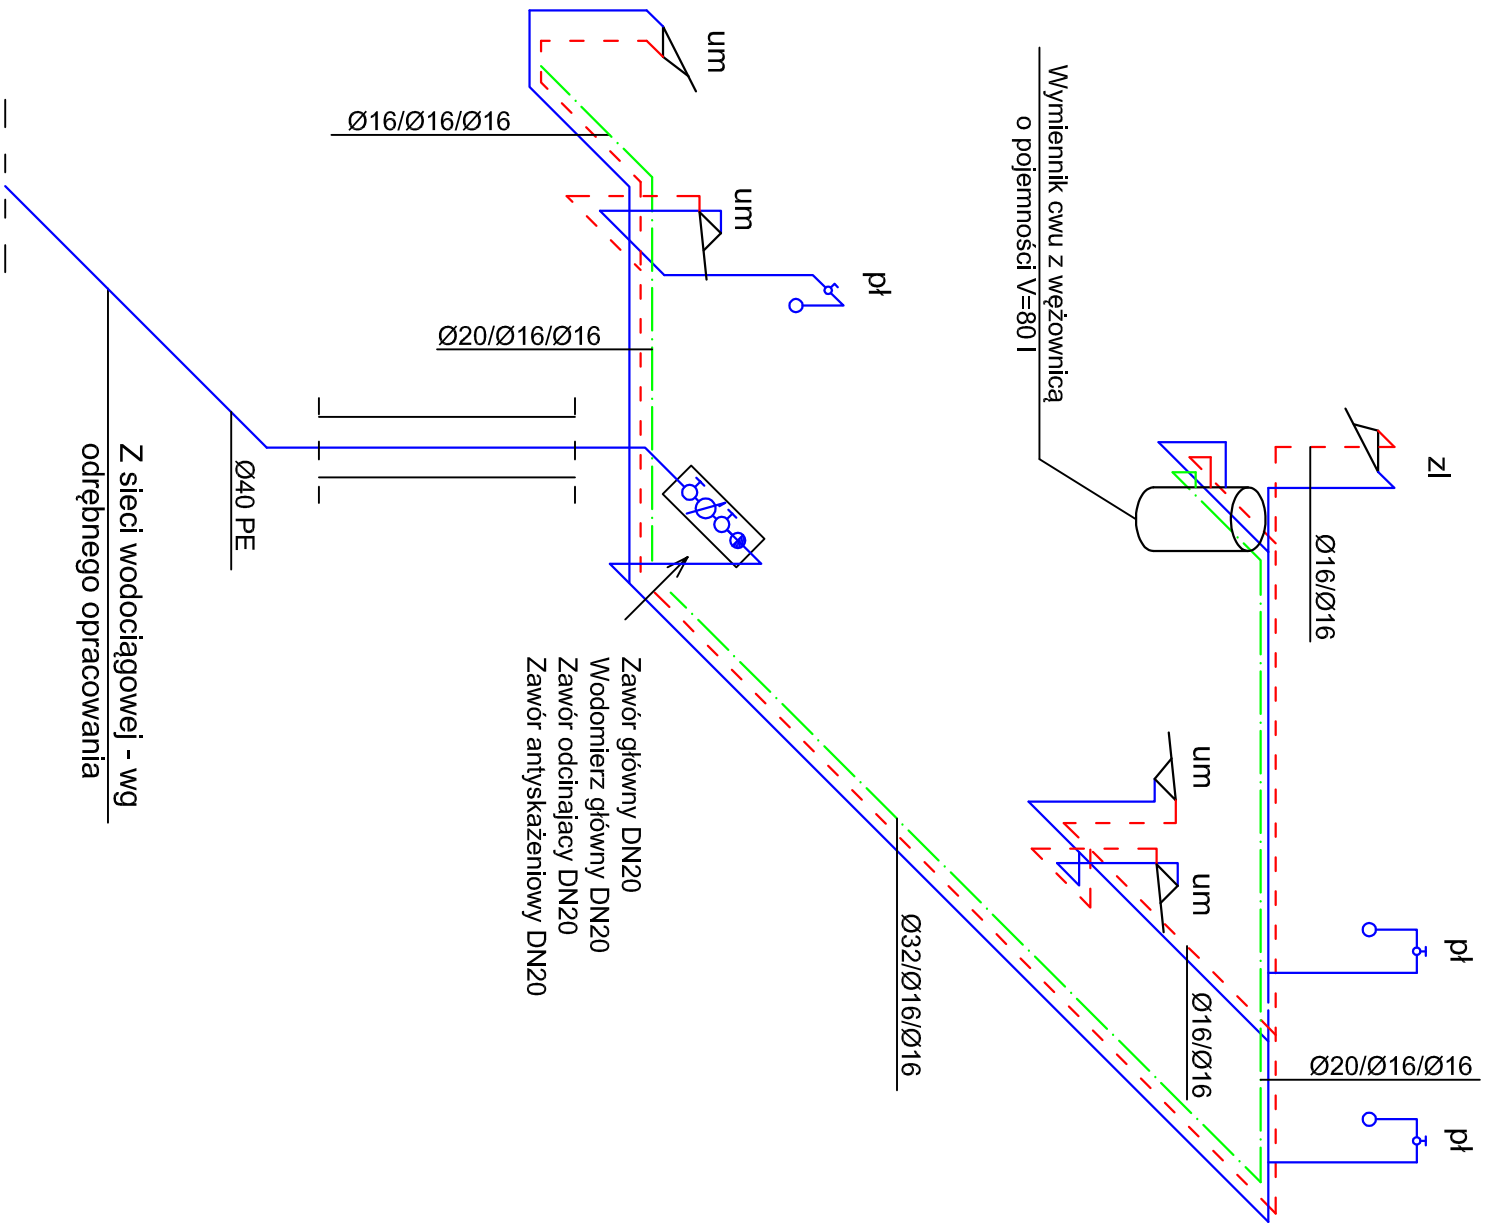 um
Ø16/Ø16/Ø16
um
pł
Ø20/Ø16/Ø16
Wymiennik cwu z wężownicą
o pojemności V=80 l
zl
Ø16/Ø16
Z sieci wodociągowej - wg
odrębnego opracowania
Ø40 PE
Zawór główny DN20
Wodomierz główny DN20
Zawór odcinajacy DN20
Zawór antyskażeniowy DN20
um
um
Ø32/Ø16/Ø16
Ø16/Ø16
pł
Ø20/Ø16/Ø16
pł